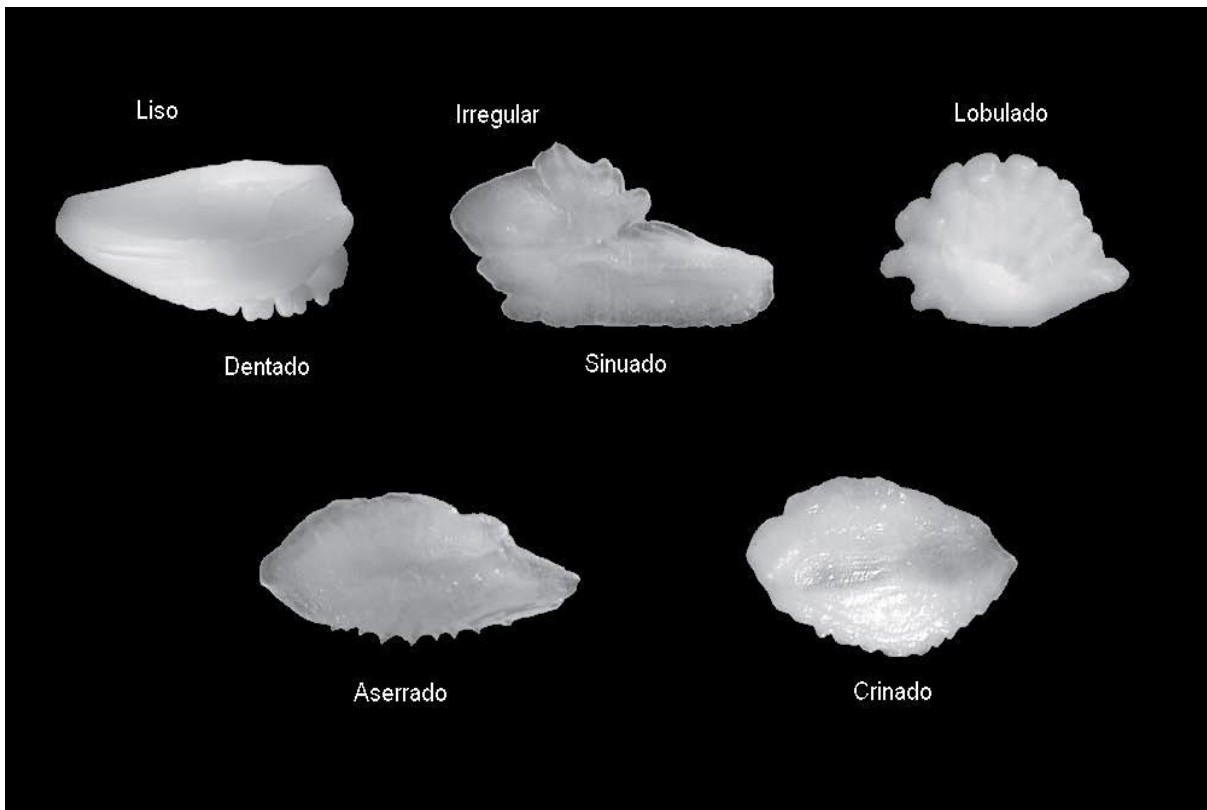 Liso
Irregular
Lobulado
Dentado
Sinuado
Aserrado
Crinado